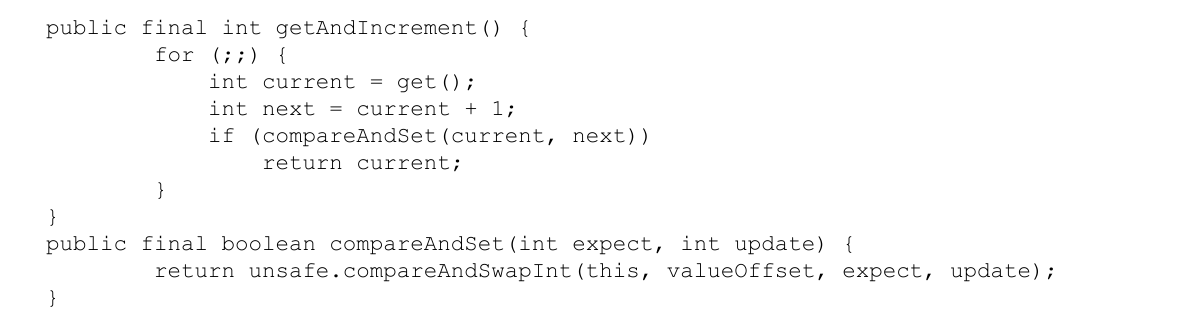 public final int getAndIncrement() {
        for (;;) {
            int current = get();
            int next = current + 1;
            if (compareAndSet(current, next))
                return current;
        }
}
public final boolean compareAndSet(int expect, int update) {
        return unsafe.compareAndSwapInt(this, valueOffset, expect, update);
}